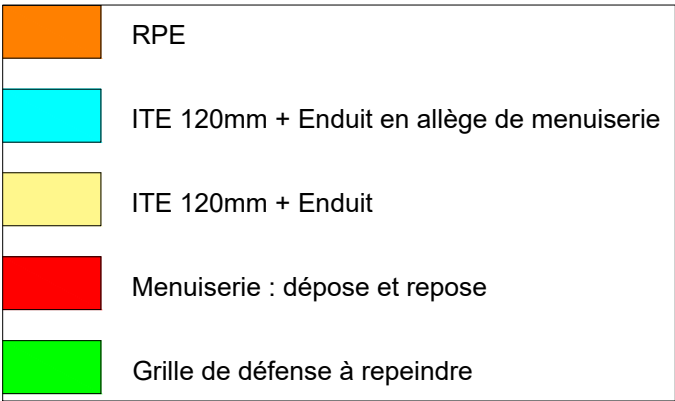 RPE
ITE 120mm + Enduit en allège de menuiserie
ITE 120mm + Enduit
Menuiserie : dépose et repose
Grille de défense à repeindre